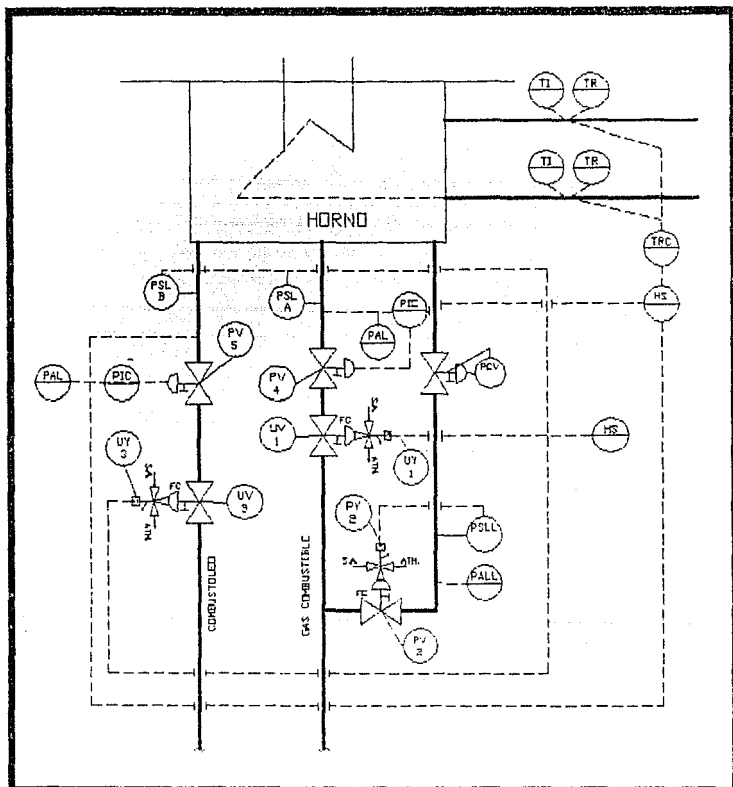 TI
TR
TI
TR
HORNO
TRC
PSL
B
PSL
A
PIC
HS
PAL
PV
5
PCV
PAL
PIC
PV
4
S.A
FC
UV
1
HS
UY
3
ATM.
UY
1
S.A
FC
PY
2
UV
3
PSLL
ATM.
S.A
ATM.
COMBUSTOLEO
GAS COMBUSTIBLE
PALL
FC
PV
2